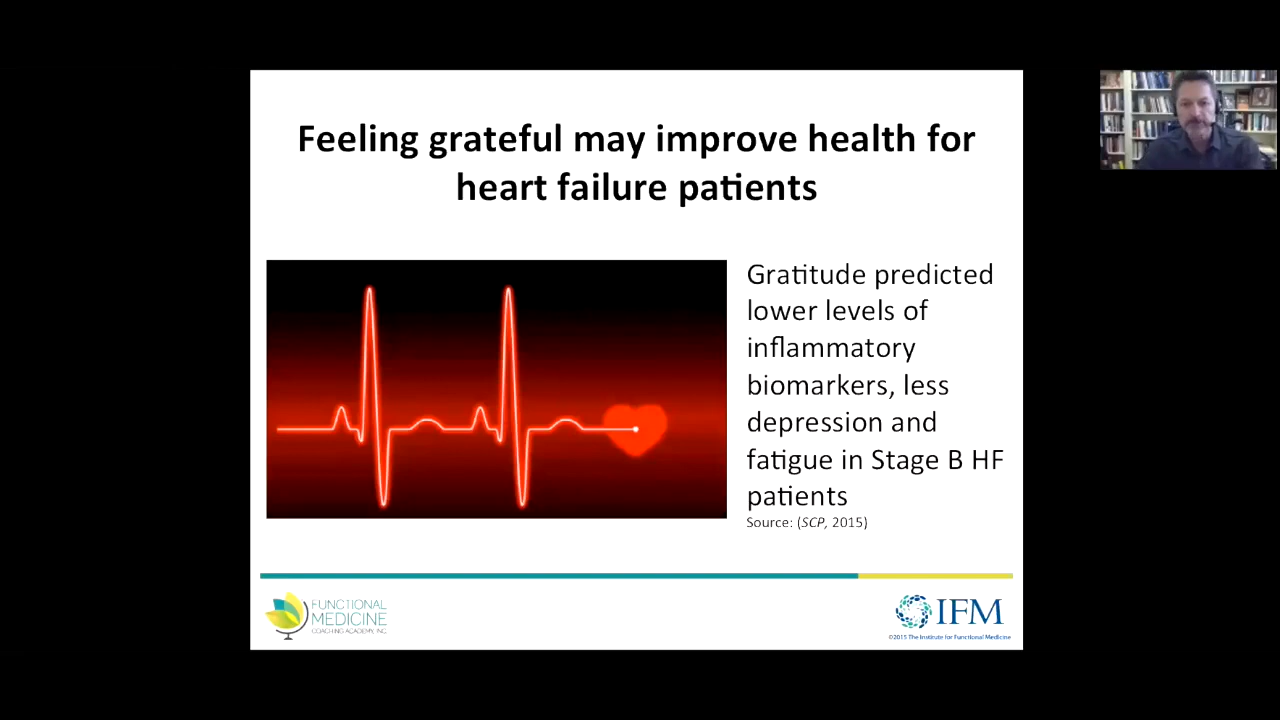 Feeling grateful may improve health for
heart failure patients
Gratitude predicted
lower levels of
inflammatory
biomarkers, less
depression and
fatigue in Stage B HF
patients
Source: (SCP, 2015)
FUNCTIONAL
MEDICINE
COACHING ACADEMY, INC
IFM
©2015 The Institute for Functional Medicine